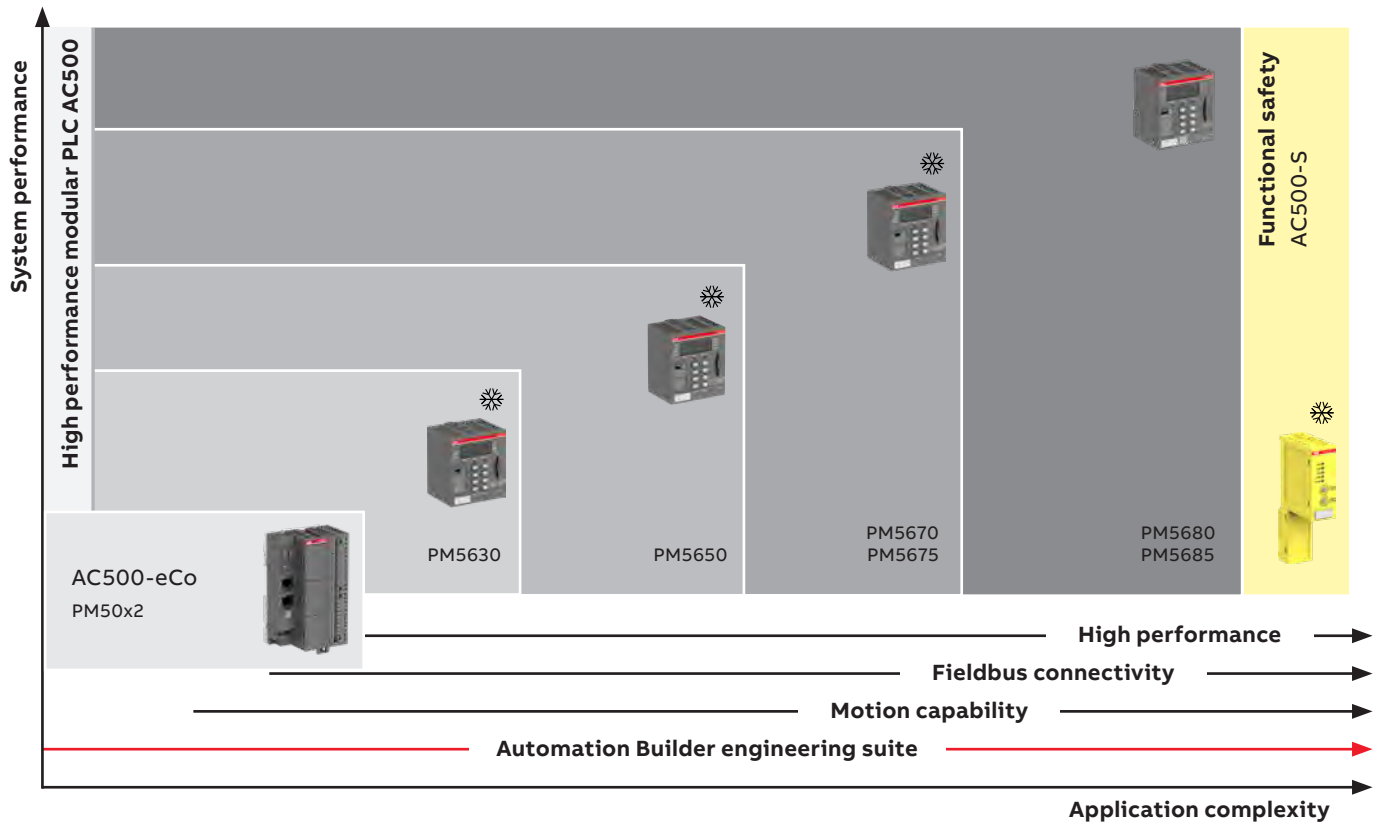 System performance
High performance modular PLC AC500
Functional safety
AC500-S
PM5670
PM5680
PM5630
PM5650
PM5675
PM5685
AC500-eCo
PM50x2
High performance
Fieldbus connectivity
Motion capability
Automation Builder engineering suite
Application complexity